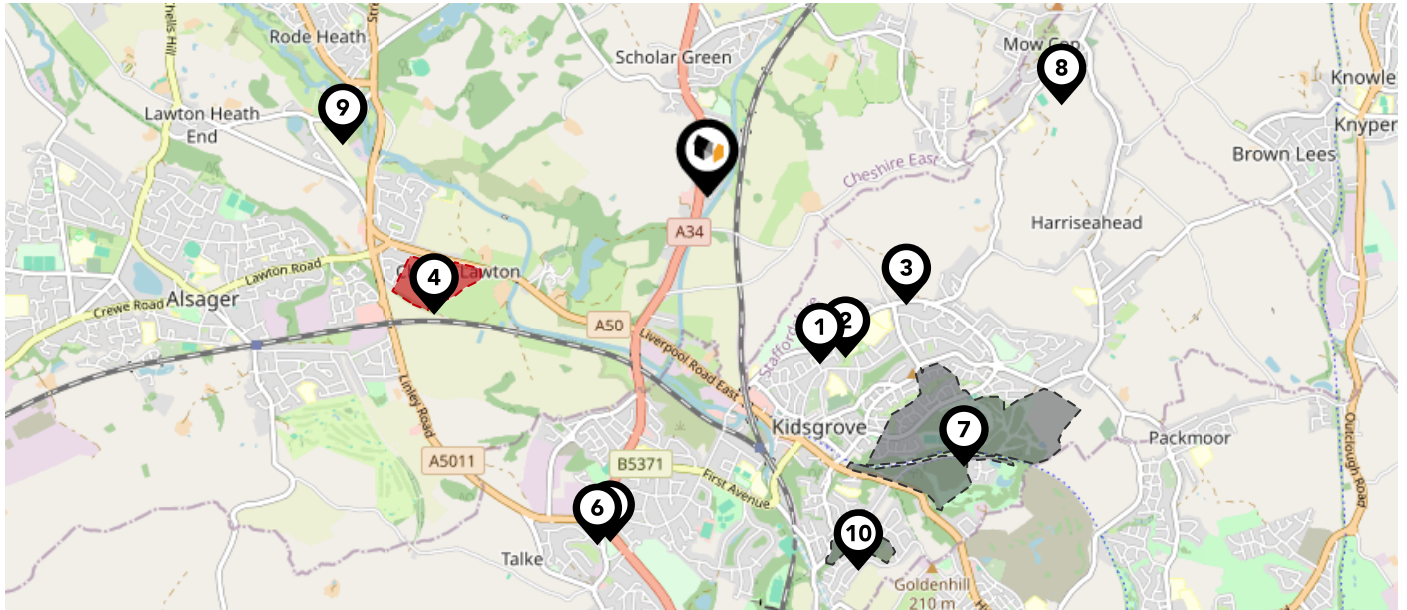 Rode Heath
Scholar Green
Mow Cop
8
Knyper
9
Lawton Heath
End
Brown Lees
Cheshire East
Harriseahead
A34
3
4
Lawton
Lawton Road
Crewe Road
Alsager
A50
1
2
Liverpool Road East
Linley Road
Kidsgrove
7
Packmoor
Outclough Road
A5011
B5371
First Avenue
6
10
Talke
Goldenhill
210 m